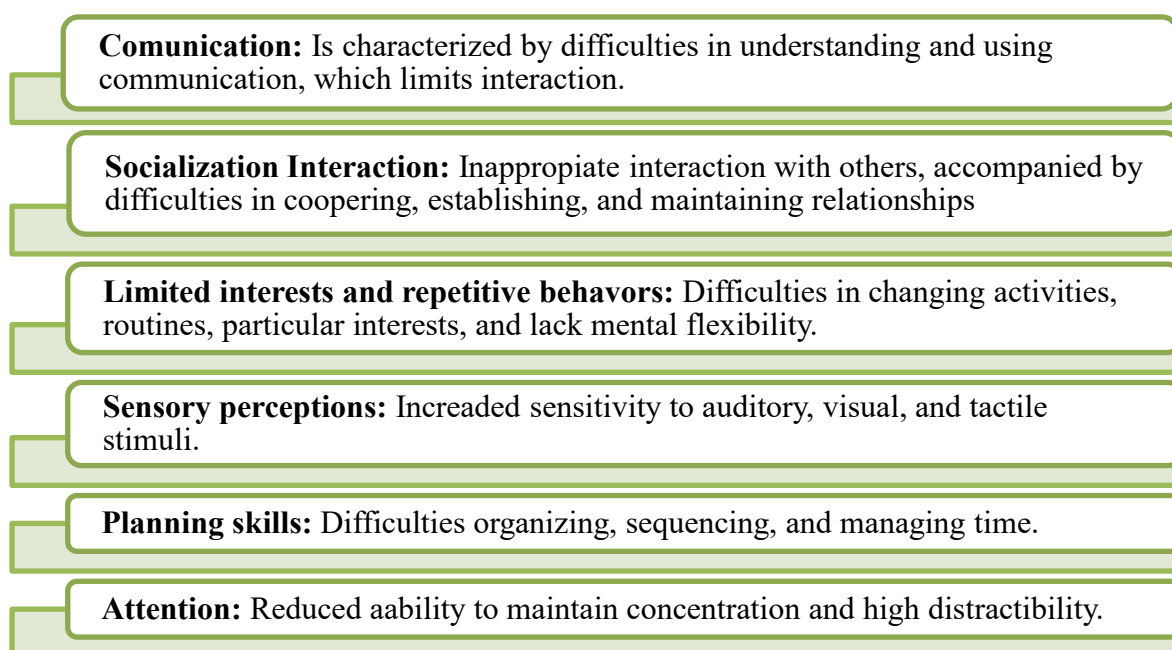 Comunication: Is characterized by difficulties in understanding and using
communication, which limits interaction.
Socialization Interaction: Inappropiate interaction with others, accompanied by
difficulties in coopering, establishing, and maintaining relationships
Limited interests and repetitive behavors: Difficulties in changing activities,
routines, particular interests, and lack mental flexibility.
Sensory perceptions: Increaded sensitivity to auditory, visual, and tactile
stimuli.
Planning skills: Difficulties organizing, sequencing, and managing time.
Attention: Reduced aability to maintain concentration and high distractibility.